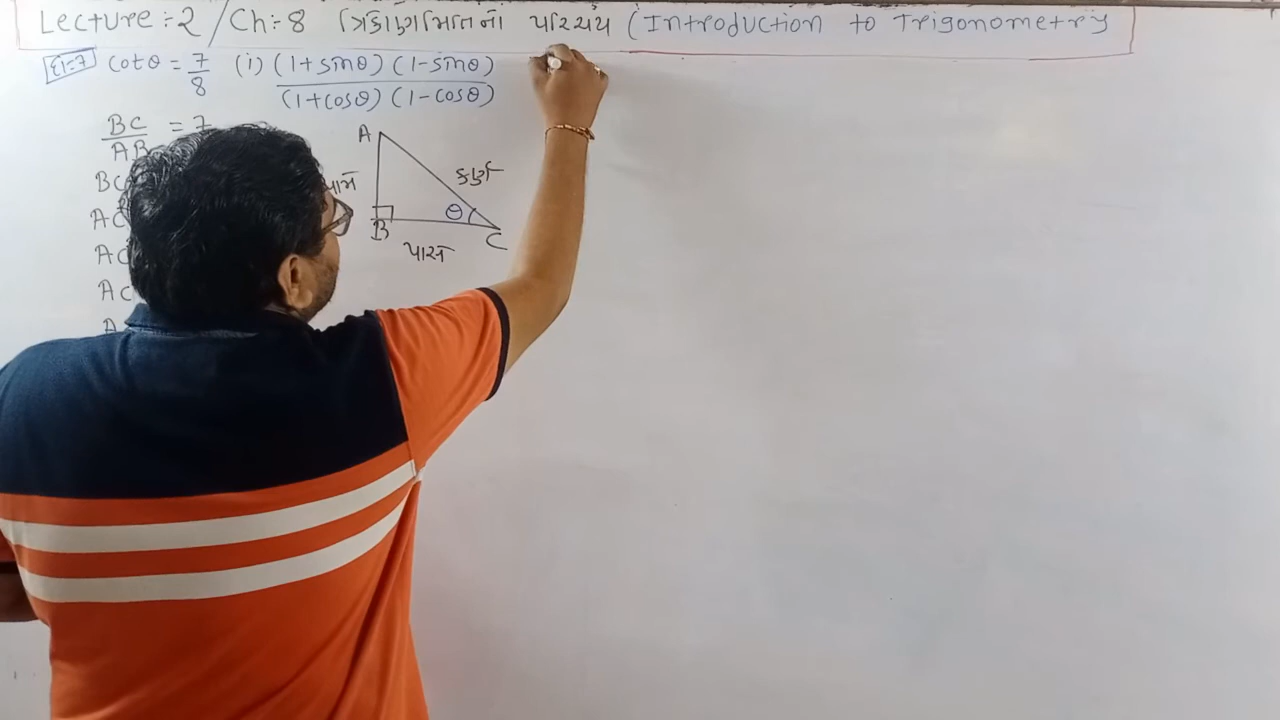 Lecture:-2 / Ch:-8 ત્રિકોણમિતિનો પરિચય (Introduction to Trigonometry
દા-7 cotθ = 7/8 (i) (1+sinθ)(1-sinθ) / (1+cosθ)(1-cosθ)
BC/AB = 7
A
BC
કર્ણ
AC
θ
B
C
AC
પાસે
AC
A